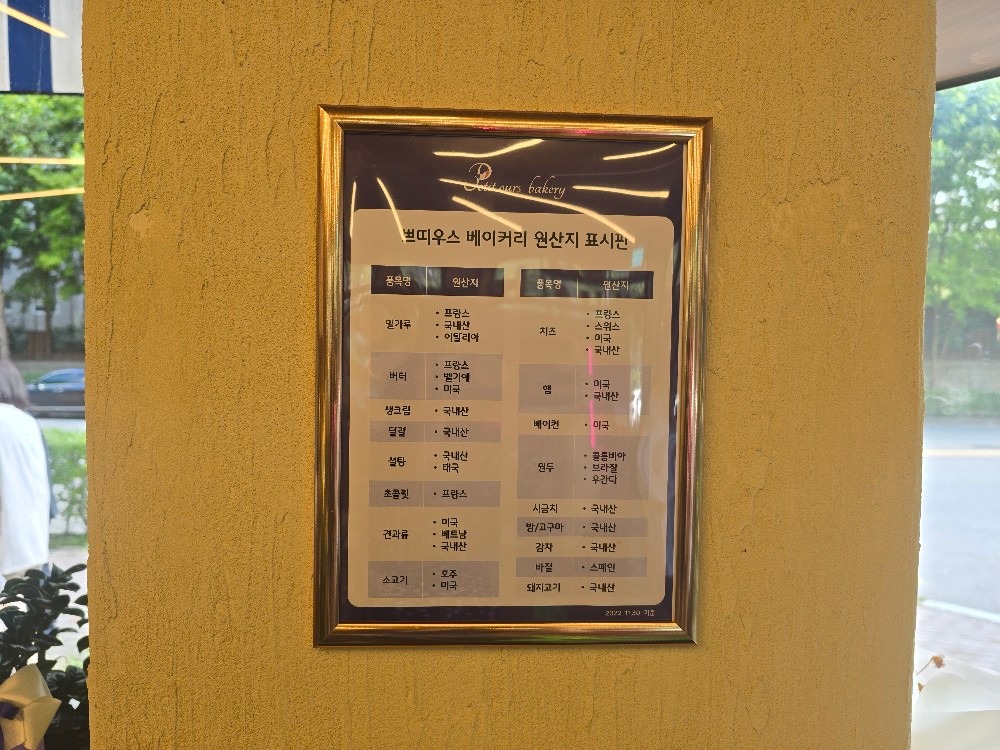 Petit ours bakery
쁘띠우스 베이커리 원산지 표시판
품목명 원산지
밀가루
• 프랑스
• 국내산
• 이탈리아
버터
• 프랑스
• 벨기에
• 미국
생크림 • 국내산
달걀 • 국내산
설탕
• 국내산
• 태국
초콜릿 • 프랑스
견과류
• 미국
• 베트남
• 국내산
소고기
• 호주
• 미국
품목명 원산지
치즈
• 프랑스
• 스위스
• 미국
• 국내산
햄
• 미국
• 국내산
베이컨 • 미국
원두
• 콜롬비아
• 브라질
• 우간다
시금치 • 국내산
밤/고구마 • 국내산
감자 • 국내산
바질 • 스페인
돼지고기 • 국내산
2022. 11.30 기준